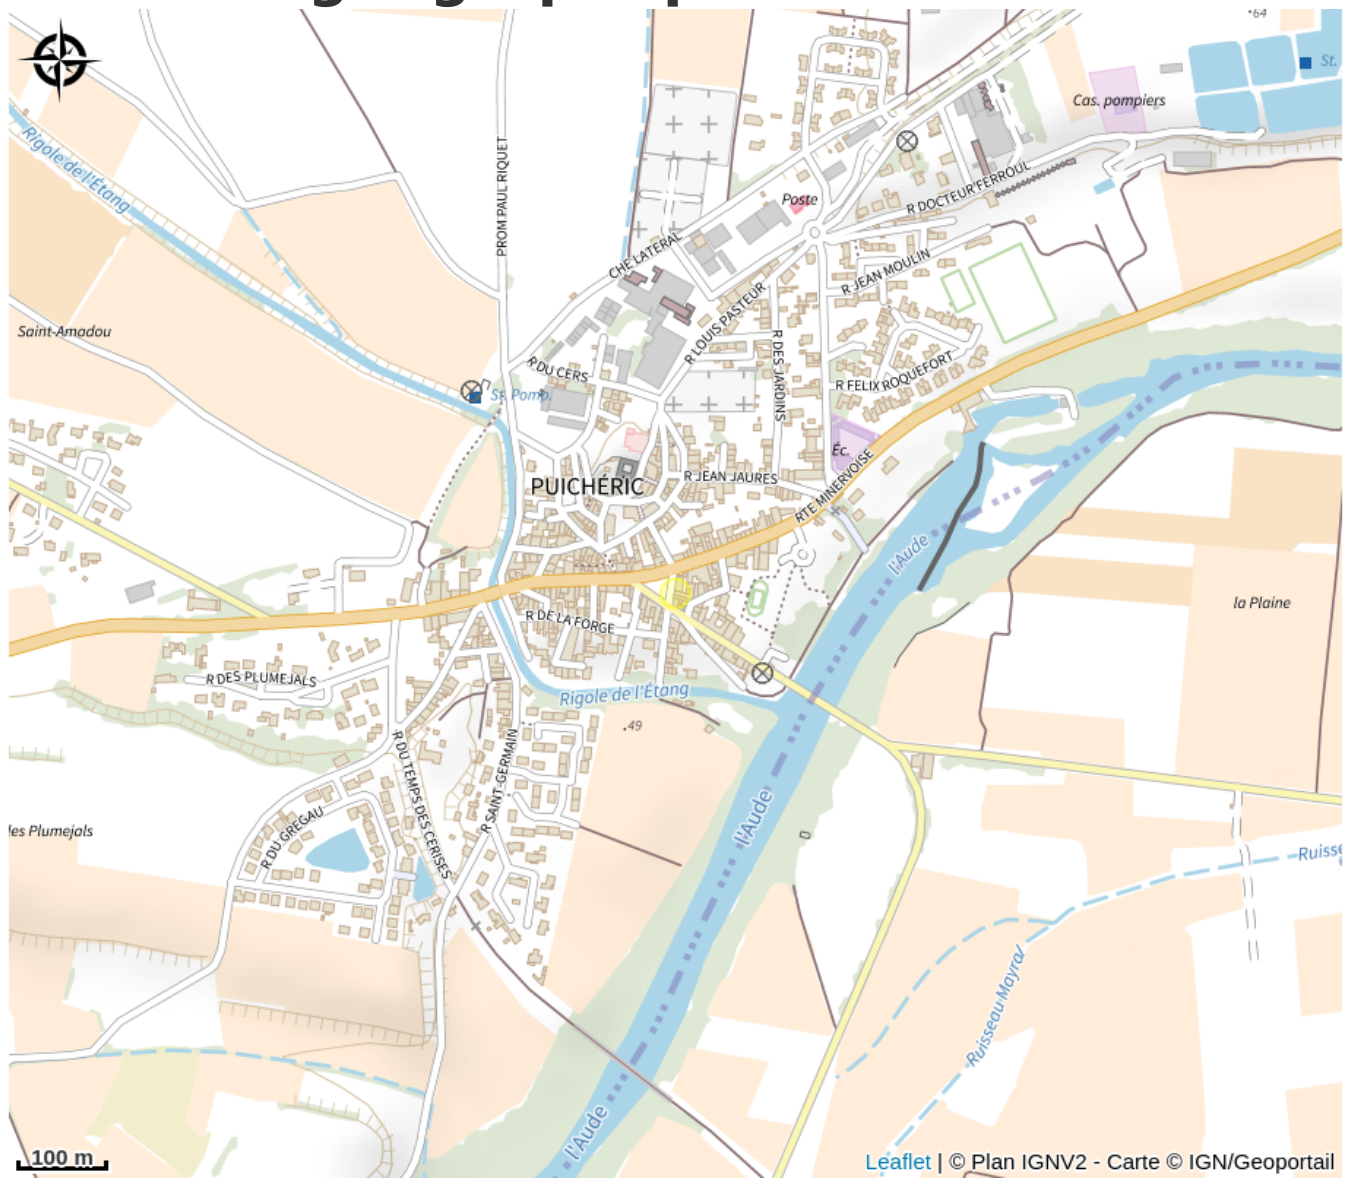 64
St.
Cas. pompiers
Rigole de l'Étang
PROM PAUL RIQUET
R DOCTEUR FERROUL
Poste
CHE LATERAL
R JEAN MOULIN
R LOUIS PASTEUR
Saint-Amadou
R DES JARDINS
R DU CERS
R FELIX ROQUEFORT
St. Pomp.
Éc.
RTE MINERVOISE
R JEAN JAURES
PUICHÉRIC
l'Aude
la Plaine
R DE LA FORGE
R DES PLUMEJALS
Rigole de l'Étang
49
R DU TEMPS DES CERISES
R SAINT-GERMAIN
l'Aude
les Plumejals
R DU GREGAU
Ruisse
Ruisseau Mayral
l'Aude
100 m
Leaflet | © Plan IGNV2 - Carte © IGN/Geoportail